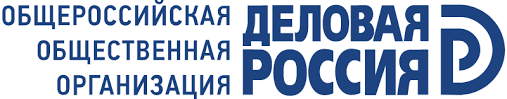 ОБЩЕРОССИЙСКАЯ
ОБЩЕСТВЕННАЯ
ОРГАНИЗАЦИЯ
ДЕЛОВАЯ
РОССИЯ